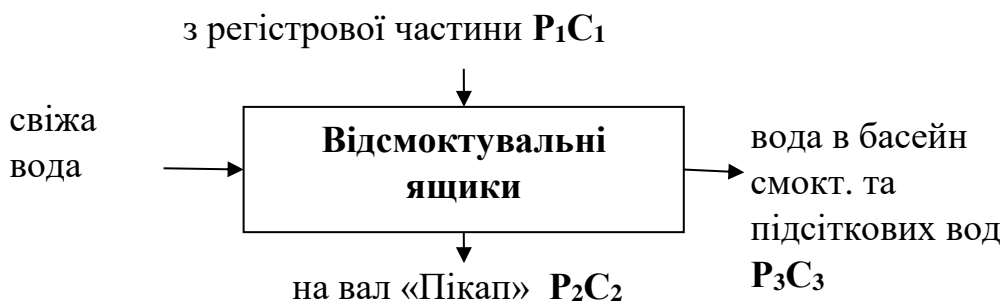 з регістрової частини P₁C₁
свіжа
вода
Відсмоктувальні
ящики
вода в басейн
смокт. та
підсіткових вод
P₃C₃
на вал «Пікап» P₂C₂